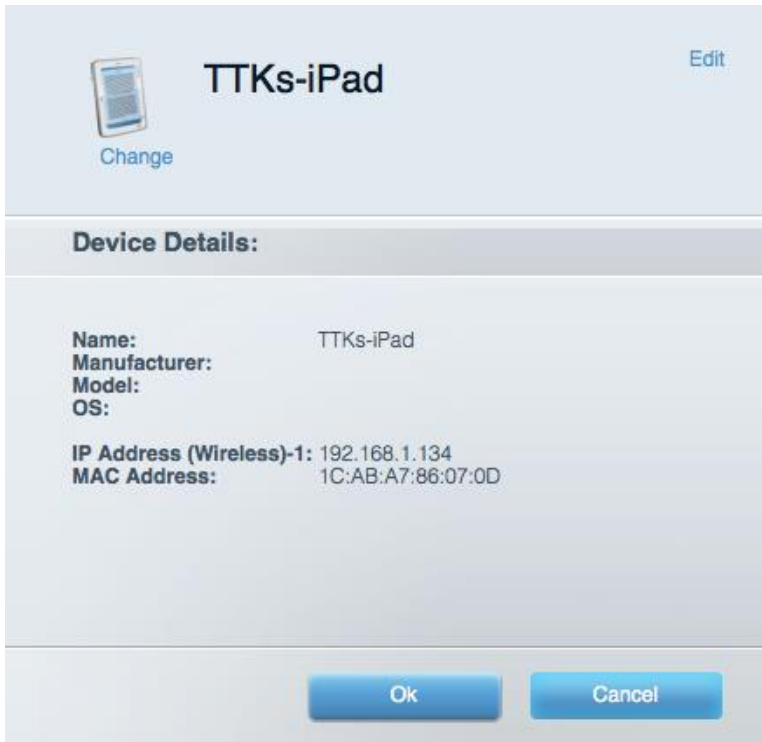 TTKs-iPad
Edit
Change
Device Details:
Name: TTKs-iPad
Manufacturer:
Model:
OS:
IP Address (Wireless)-1: 192.168.1.134
MAC Address: 1C:AB:A7:86:07:0D
Ok Cancel